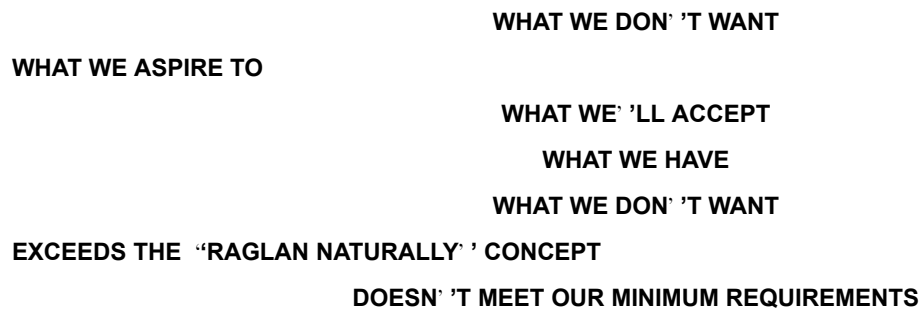 WHAT WE DON’ ’T WANT
WHAT WE ASPIRE TO
WHAT WE’ ’LL ACCEPT
WHAT WE HAVE
WHAT WE DON’ ’T WANT
EXCEEDS THE “RAGLAN NATURALLY’ ’ CONCEPT
DOESN’ ’T MEET OUR MINIMUM REQUIREMENTS